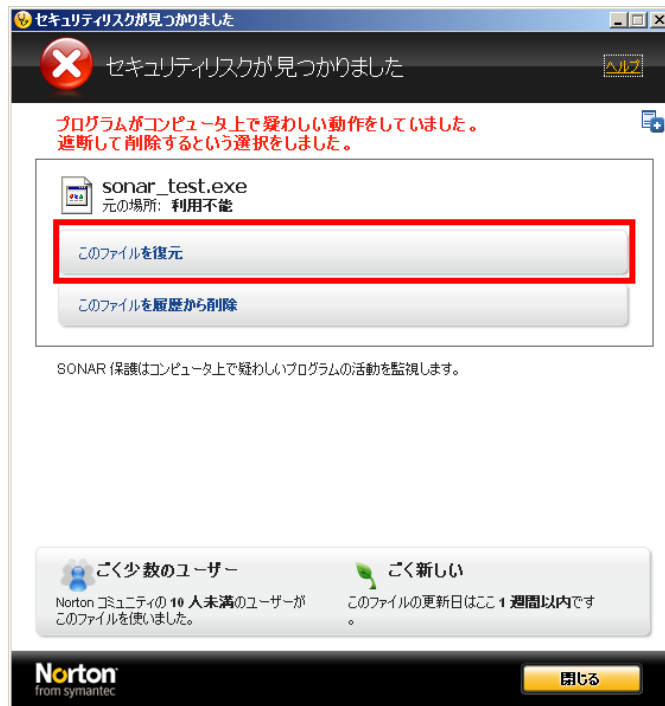 セキュリティリスクが見つかりました
セキュリティリスクが見つかりました
ヘルプ
プログラムがコンピュータ上で疑わしい動作をしていました。
遮断して削除するという選択をしました。
sonar_test.exe
元の場所: 利用不能
このファイルを復元
このファイルを履歴から削除
SONAR 保護はコンピュータ上で疑わしいプログラムの活動を監視します。
ごく少数のユーザー
Norton コミュニティの 10 人未満のユーザーが
このファイルを使いました。
ごく新しい
このファイルの更新日はここ 1 週間以内です
。
Norton
from symantec
閉じる